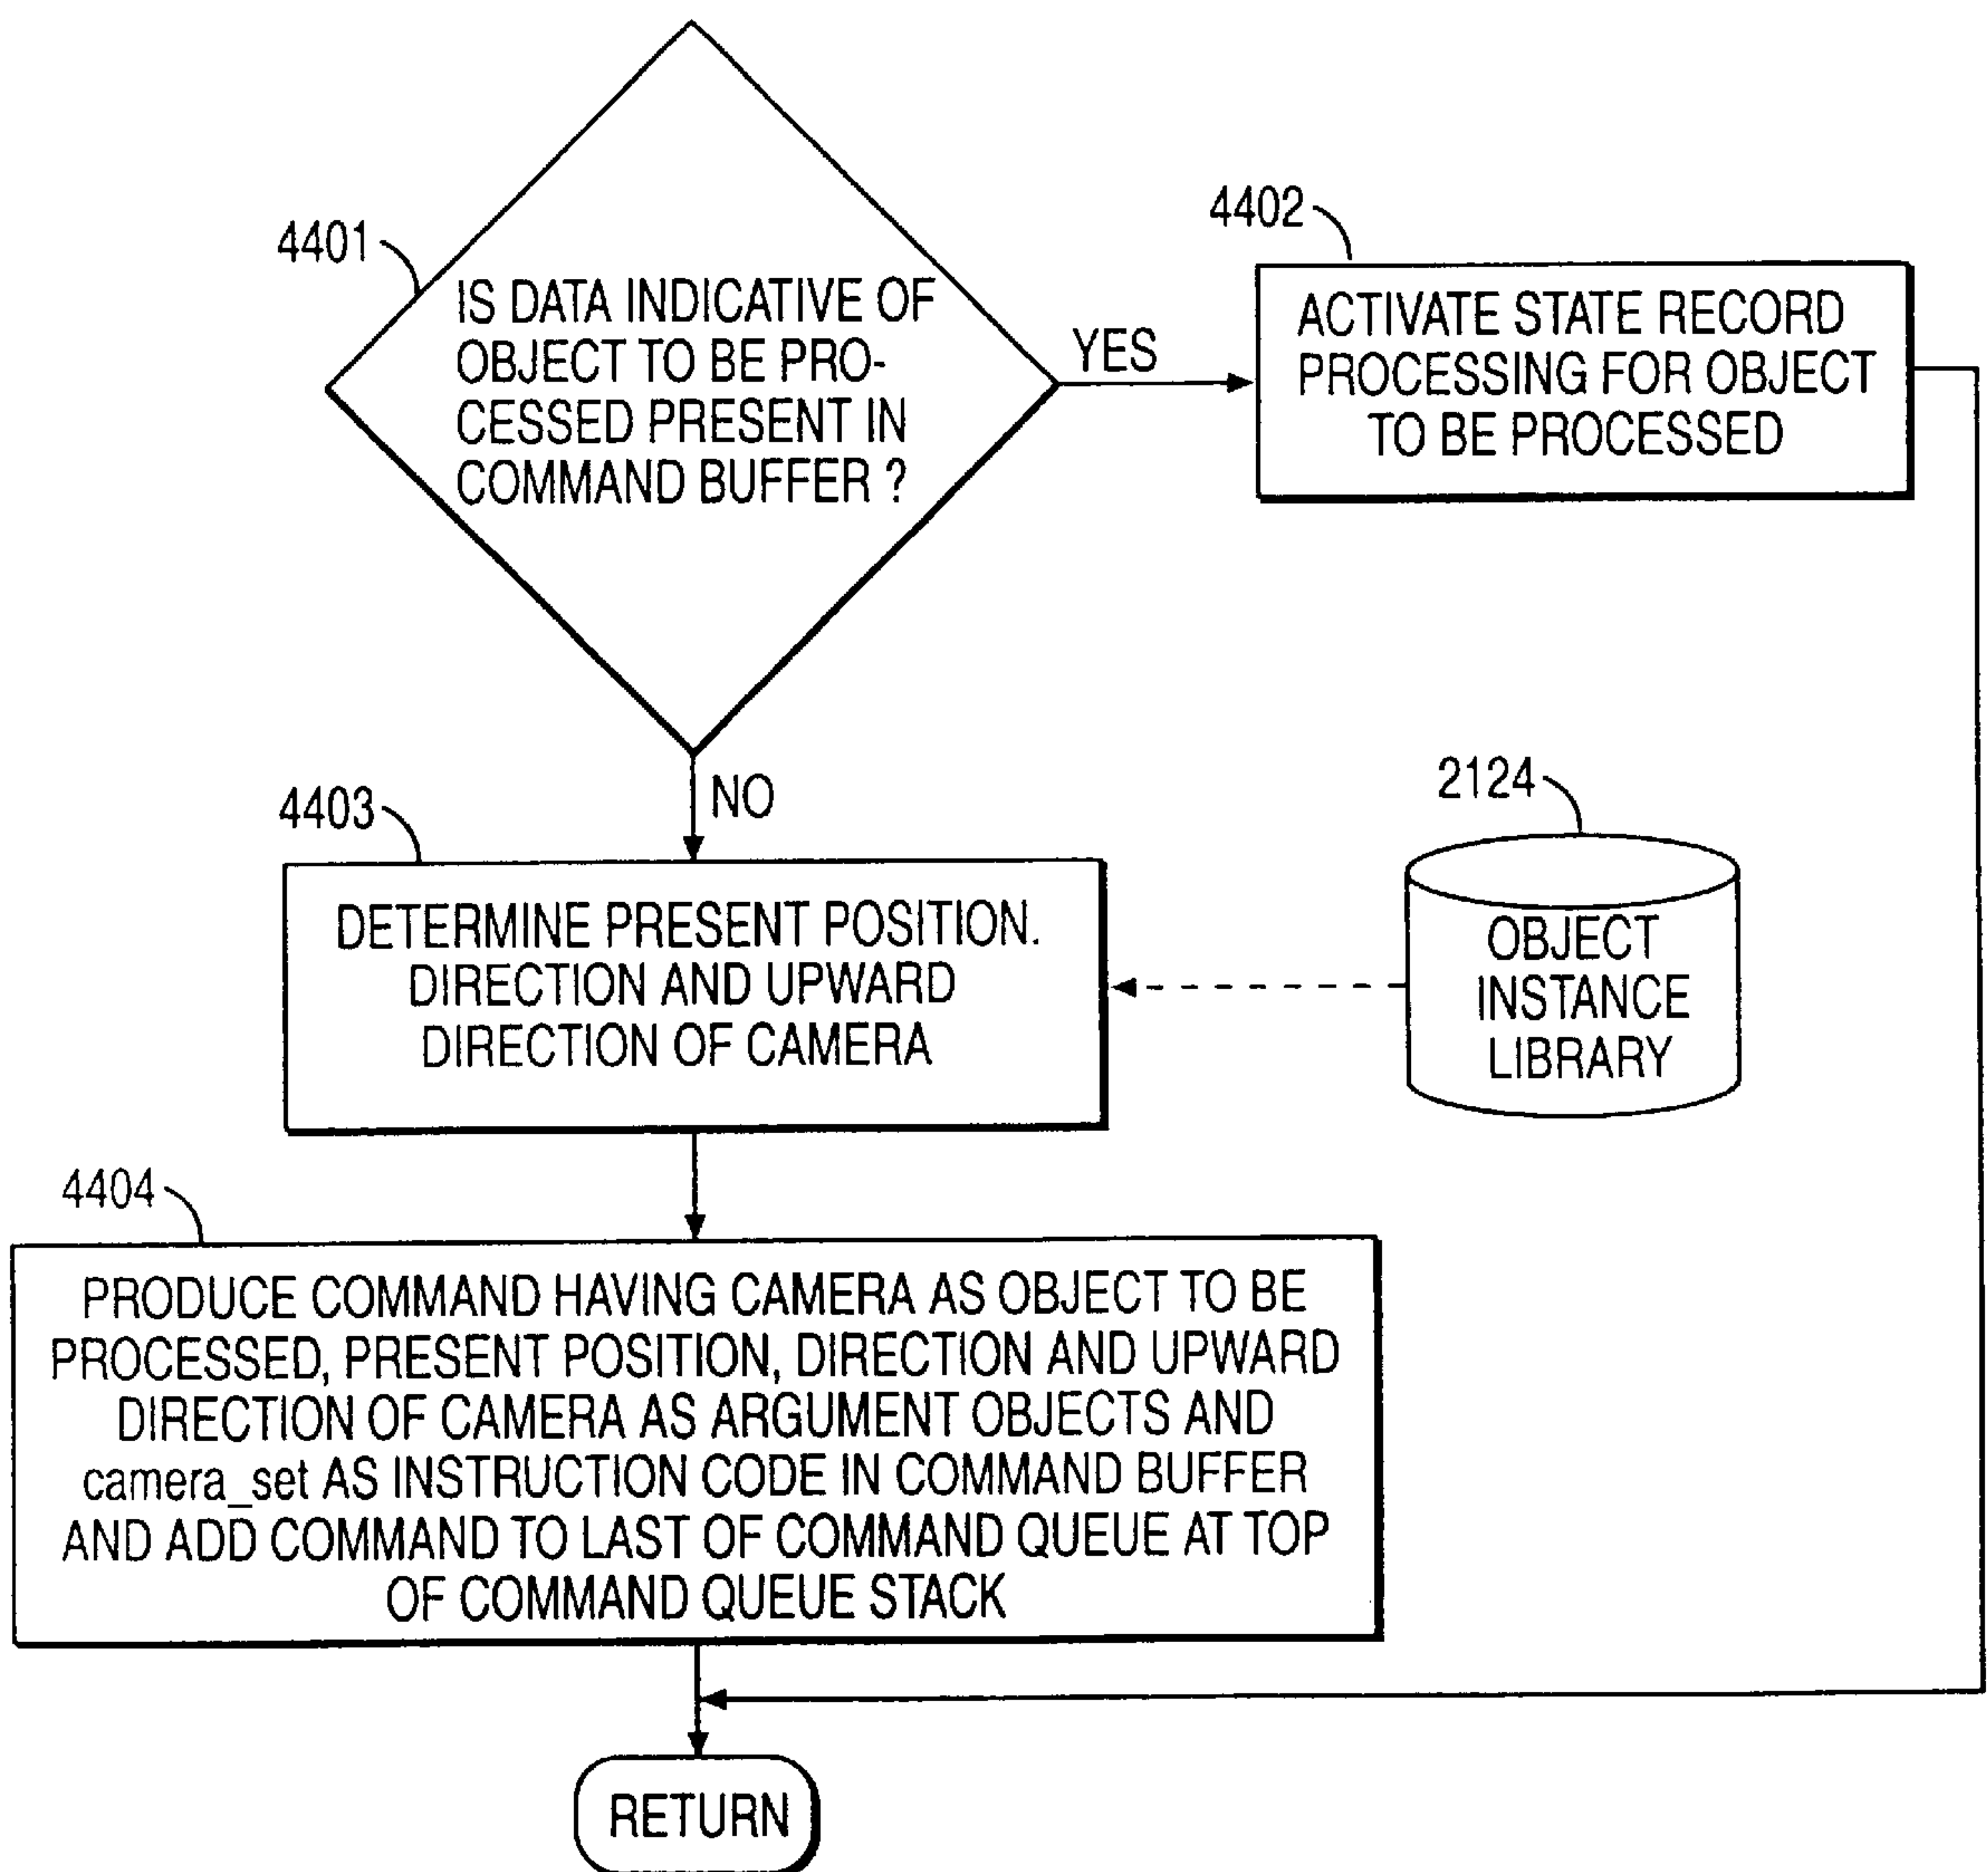 4401
IS DATA INDICATIVE OF
OBJECT TO BE PRO-
CESSED PRESENT IN
COMMAND BUFFER ?
YES
4402
ACTIVATE STATE RECORD
PROCESSING FOR OBJECT
TO BE PROCESSED
NO
4403
DETERMINE PRESENT POSITION.
DIRECTION AND UPWARD
DIRECTION OF CAMERA
2124
OBJECT
INSTANCE
LIBRARY
4404
PRODUCE COMMAND HAVING CAMERA AS OBJECT TO BE
PROCESSED, PRESENT POSITION, DIRECTION AND UPWARD
DIRECTION OF CAMERA AS ARGUMENT OBJECTS AND
camera_set AS INSTRUCTION CODE IN COMMAND BUFFER
AND ADD COMMAND TO LAST OF COMMAND QUEUE AT TOP
OF COMMAND QUEUE STACK
RETURN